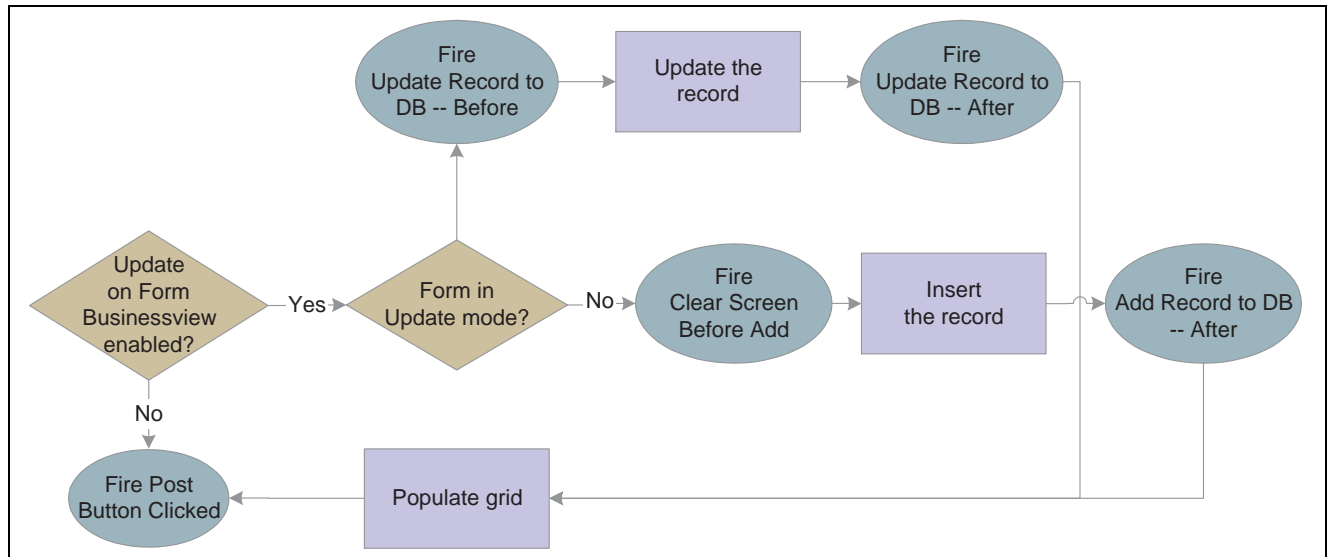 Fire
Update Record to
DB -- Before
Update the
record
Fire
Update Record to
DB -- After
Update
on Form
Businessview
enabled?
Yes
Form in
Update mode?
No
Fire
Clear Screen
Before Add
Insert
the record
Fire
Add Record to DB
-- After
No
Fire Post
Button Clicked
Populate grid